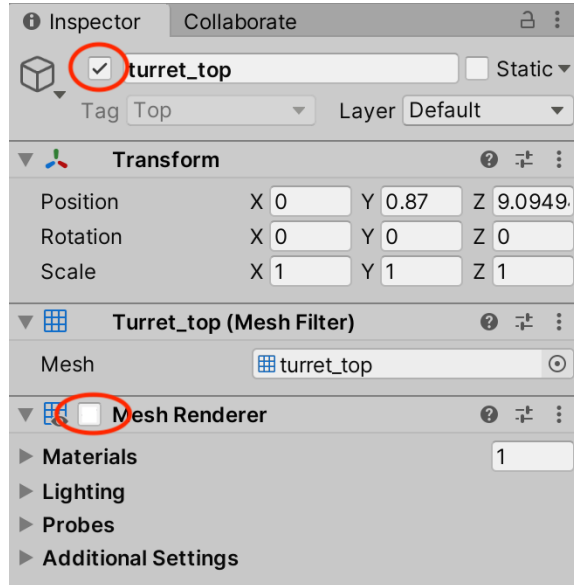 Inspector Collaborate
turret_top Static
Tag Top Layer Default
Transform
Position X 0 Y 0.87 Z 9.0949
Rotation X 0 Y 0 Z 0
Scale X 1 Y 1 Z 1
Turret_top (Mesh Filter)
Mesh turret_top
Mesh Renderer
Materials 1
Lighting
Probes
Additional Settings